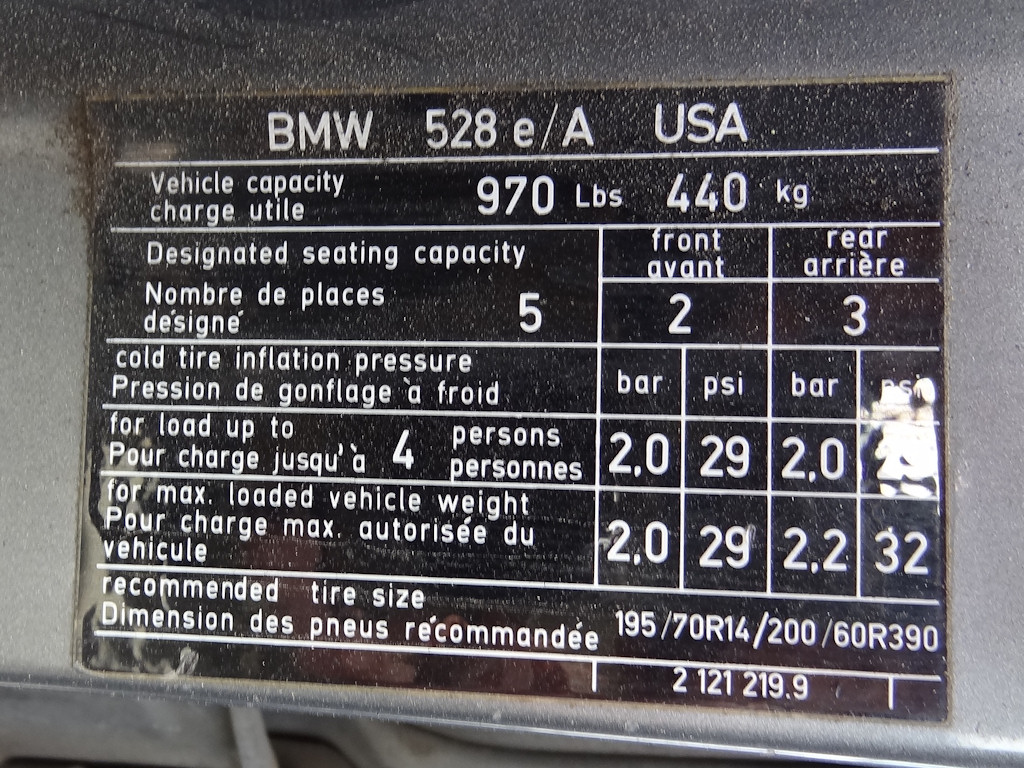 BMW 528 e/A USA
Vehicle capacity
charge utile 970 Lbs 440 kg
Designated seating capacity
front
avant
rear
arrière
Nombre de places
désigné 5 2 3
cold tire inflation pressure
Pression de gonflage à froid bar psi bar psi
for load up to
Pour charge jusqu'à 4 persons
personnes 2,0 29 2,0
for max. loaded vehicle weight
Pour charge max. autorisée du
vehicule 2,0 29 2,2 32
recommended tire size
Dimension des pneus récommandée 195/70R14/200/60R390
2 121 219.9